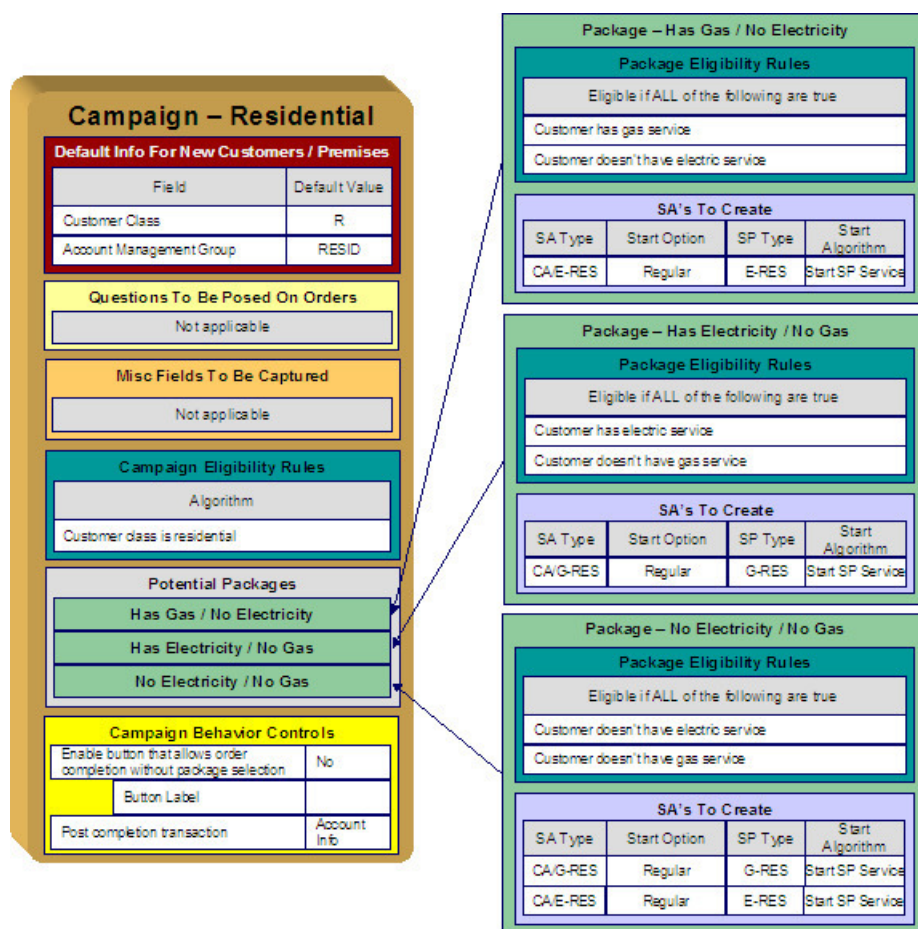 Campaign – Residential
Default Info For New Customers / Premises
Field Default Value
Customer Class R
Account Management Group RESID
Questions To Be Posed On Orders
Not applicable
Misc Fields To Be Captured
Not applicable
Campaign Eligibility Rules
Algorithm
Customer class is residential
Potential Packages
Has Gas / No Electricity
Has Electricity / No Gas
No Electricity / No Gas
Campaign Behavior Controls
Enable button that allows order
completion without package selection No
Button Label
Post completion transaction Account
Info
Package – Has Gas / No Electricity
Package Eligibility Rules
Eligible if ALL of the following are true
Customer has gas service
Customer doesn't have electric service
SA's To Create
SA Type Start Option SP Type Start
Algorithm
CA/E-RES Regular E-RES Start SP Service
Package – Has Electricity / No Gas
Package Eligibility Rules
Eligible if ALL of the following are true
Customer has electric service
Customer doesn't have gas service
SA's To Create
SA Type Start Option SP Type Start
Algorithm
CA/G-RES Regular G-RES Start SP Service
Package – No Electricity / No Gas
Package Eligibility Rules
Eligible if ALL of the following are true
Customer doesn't have electric service
Customer doesn't have gas service
SA's To Create
SA Type Start Option SP Type Start
Algorithm
CA/G-RES Regular G-RES Start SP Service
CA/E-RES Regular E-RES Start SP Service